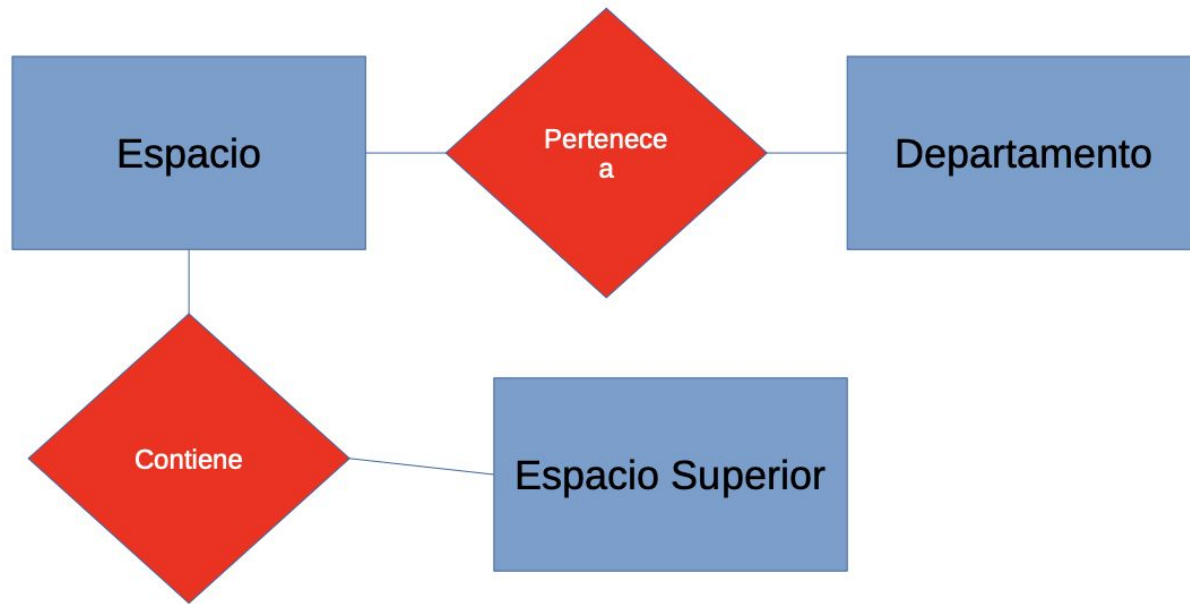 Espacio
Pertenece
a
Departamento
Contiene
Espacio Superior